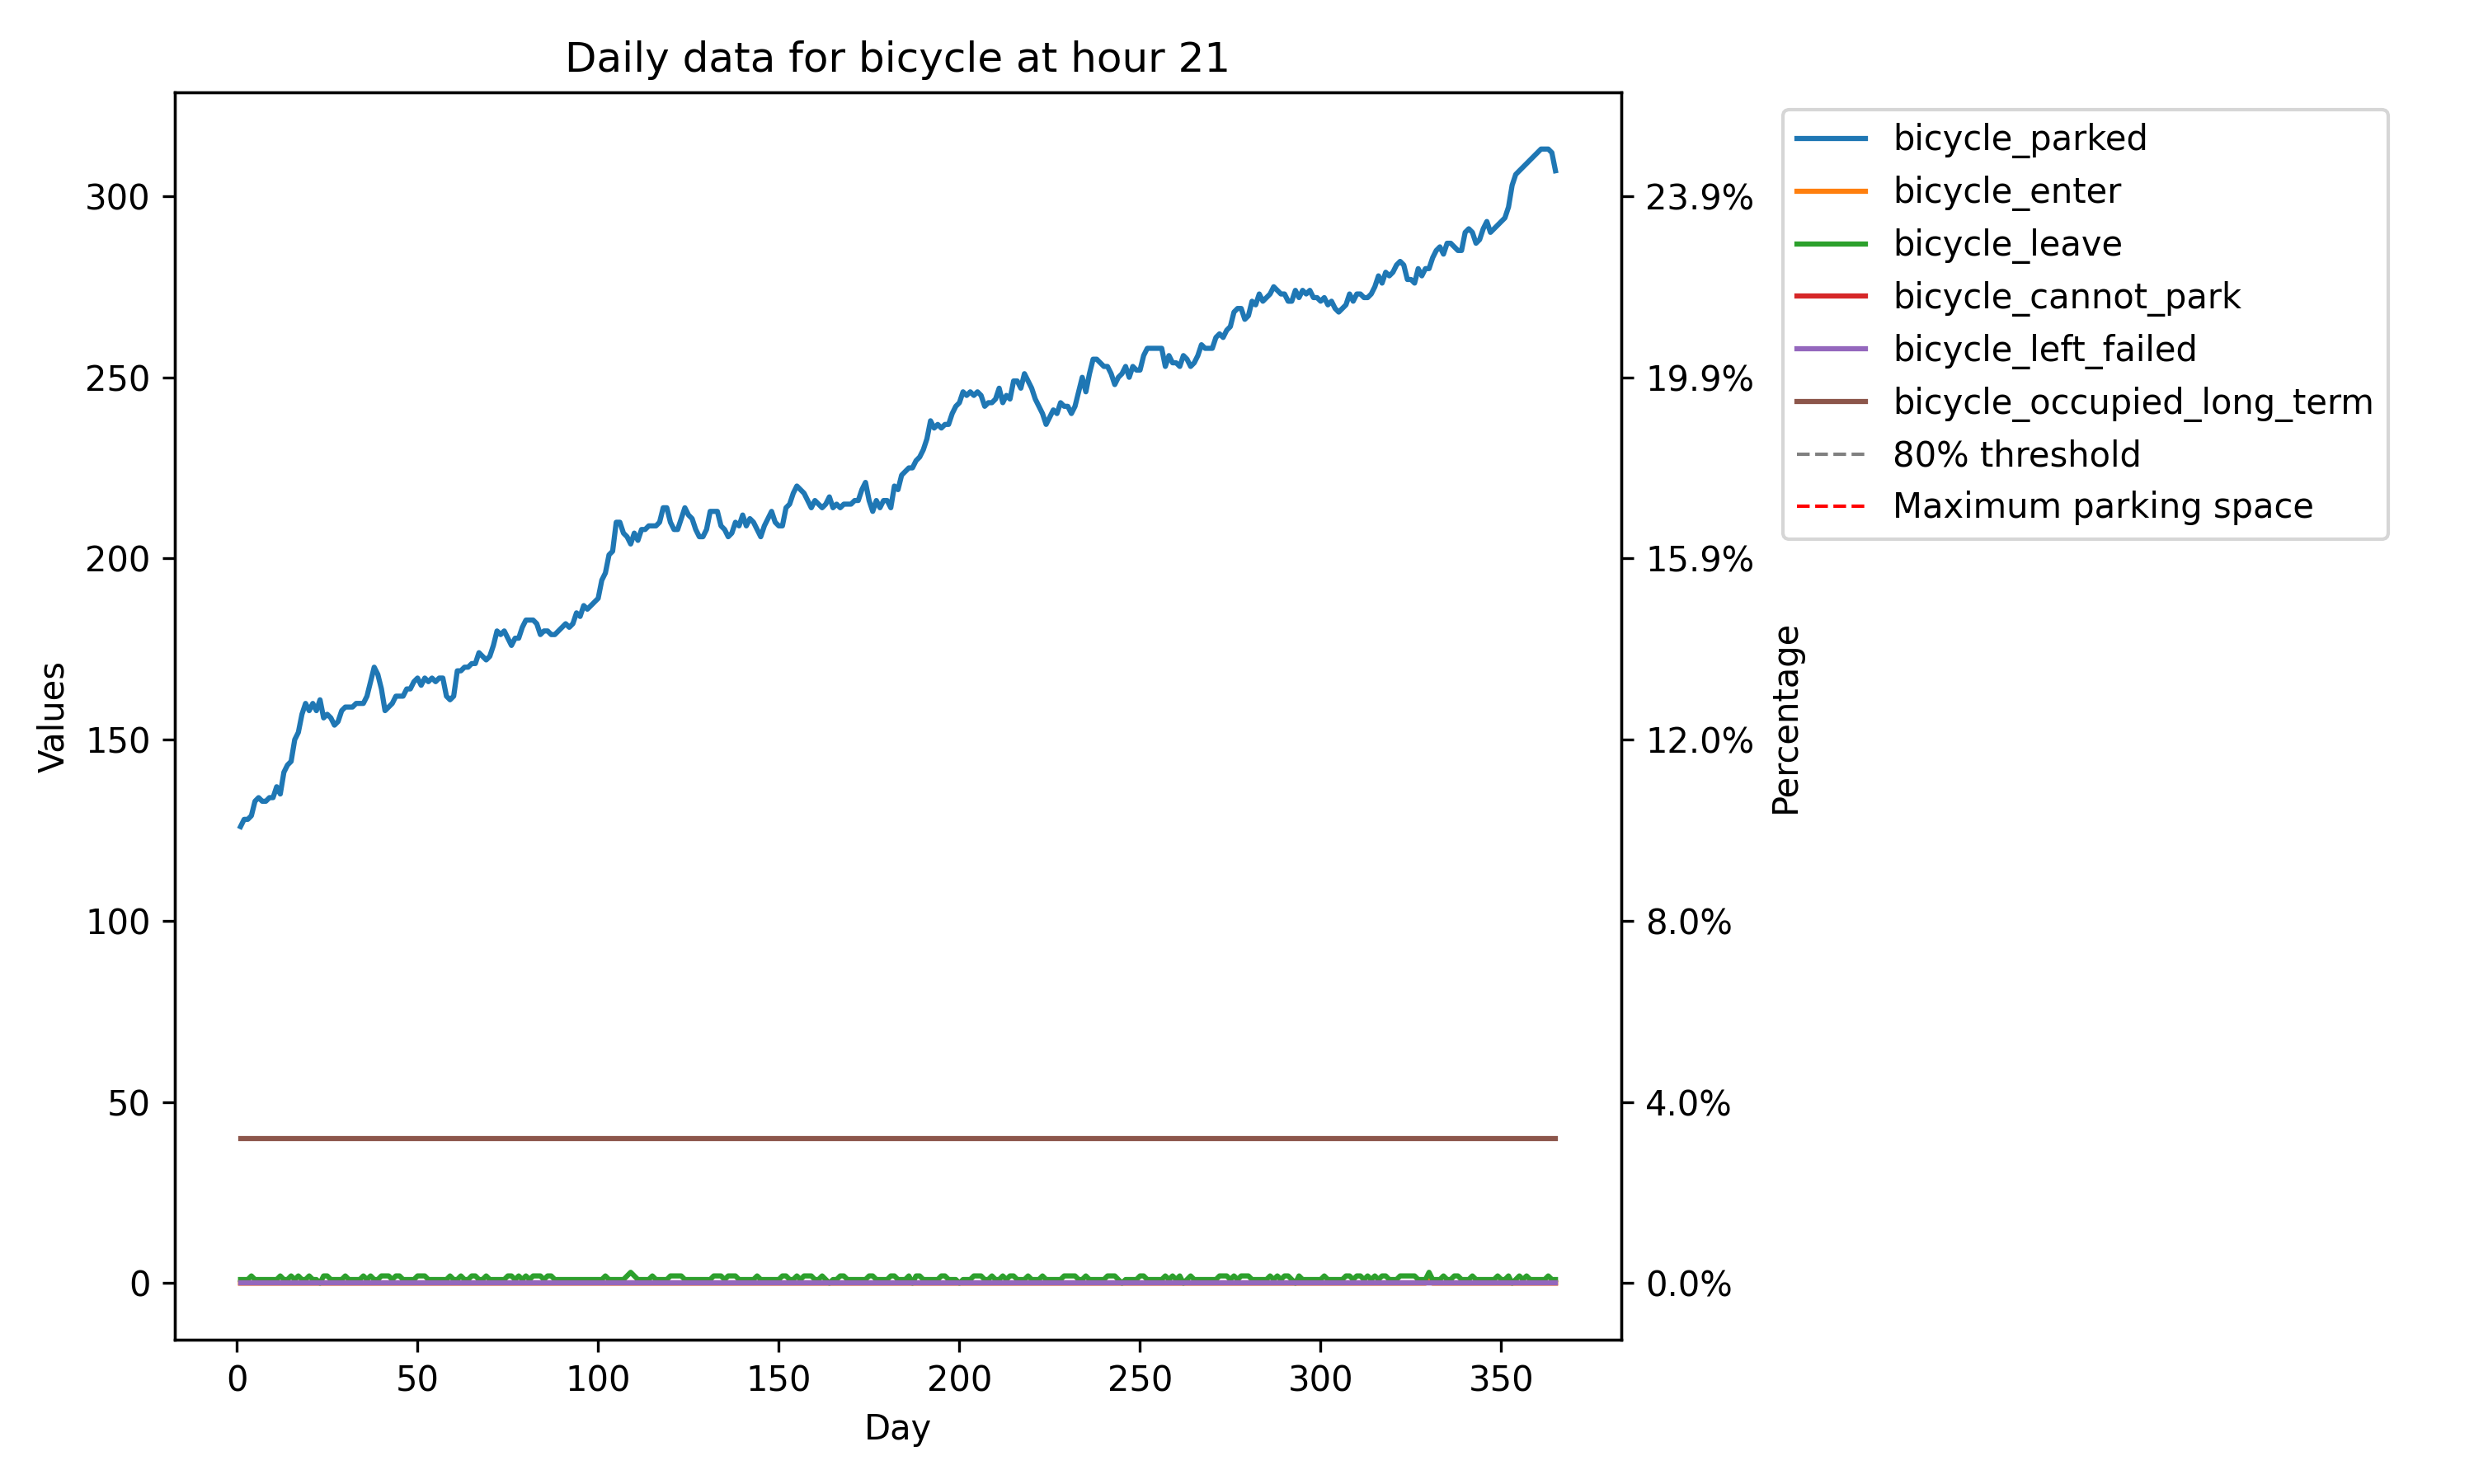 Daily data for bicycle at hour 21
300
250
200
150
100
50
0
Values
0 50 100 150 200 250 300 350
Day
23.9%
19.9%
15.9%
12.0%
8.0%
4.0%
0.0%
Percentage
bicycle_parked
bicycle_enter
bicycle_leave
bicycle_cannot_park
bicycle_left_failed
bicycle_occupied_long_term
80% threshold
Maximum parking space